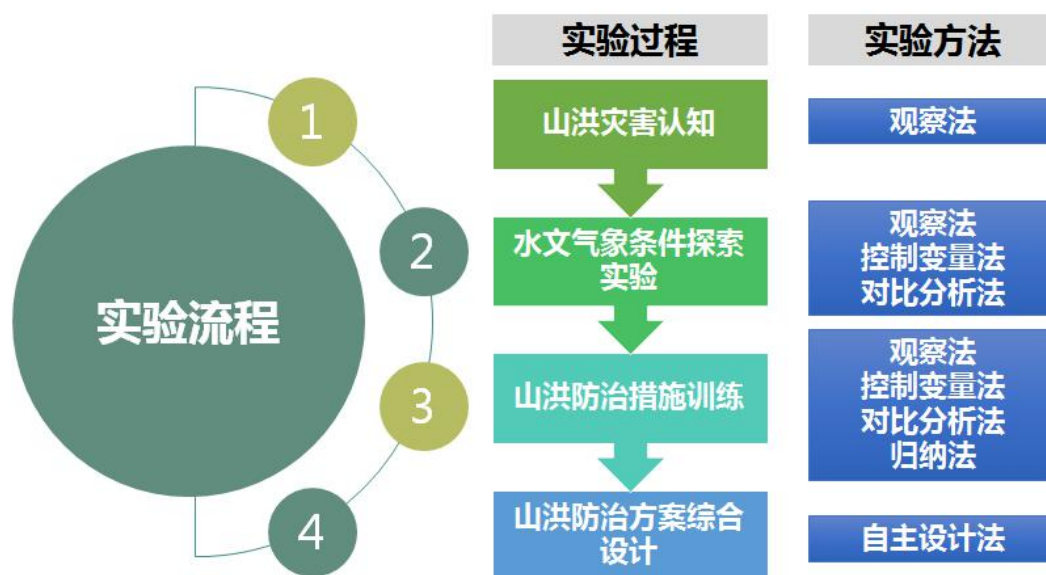 实验流程
1
2
3
4
实验过程
山洪灾害认知
水文气象条件探索
实验
山洪防治措施训练
山洪防治方案综合
设计
实验方法
观察法
观察法
控制变量法
对比分析法
观察法
控制变量法
对比分析法
归纳法
自主设计法